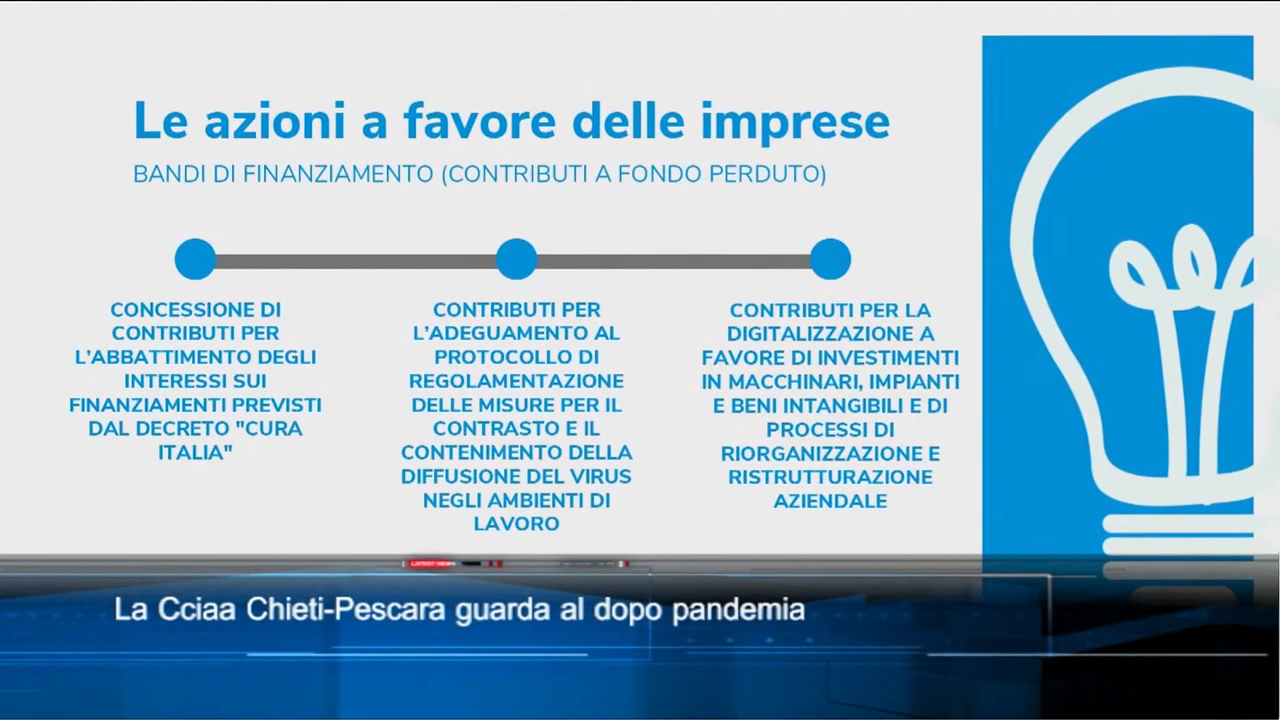 Le azioni a favore delle imprese
BANDI DI FINANZIAMENTO (CONTRIBUTI A FONDO PERDUTO)
CONCESSIONE DI
CONTRIBUTI PER
L’ABBATTIMENTO DEGLI
INTERESSI SUI
FINANZIAMENTI PREVISTI
DAL DECRETO "CURA
ITALIA"
CONTRIBUTI PER
L’ADEGUAMENTO AL
PROTOCOLLO DI
REGOLAMENTAZIONE
DELLE MISURE PER IL
CONTRASTO E IL
CONTENIMENTO DELLA
DIFFUSIONE DEL VIRUS
NEGLI AMBIENTI DI
LAVORO
CONTRIBUTI PER LA
DIGITALIZZAZIONE A
FAVORE DI INVESTIMENTI
IN MACCHINARI, IMPIANTI
E BENI INTANGIBILI E DI
PROCESSI DI
RIORGANIZZAZIONE E
RISTRUTTURAZIONE
AZIENDALE
LATEST NEWS
La Cciaa Chieti-Pescara guarda al dopo pandemia